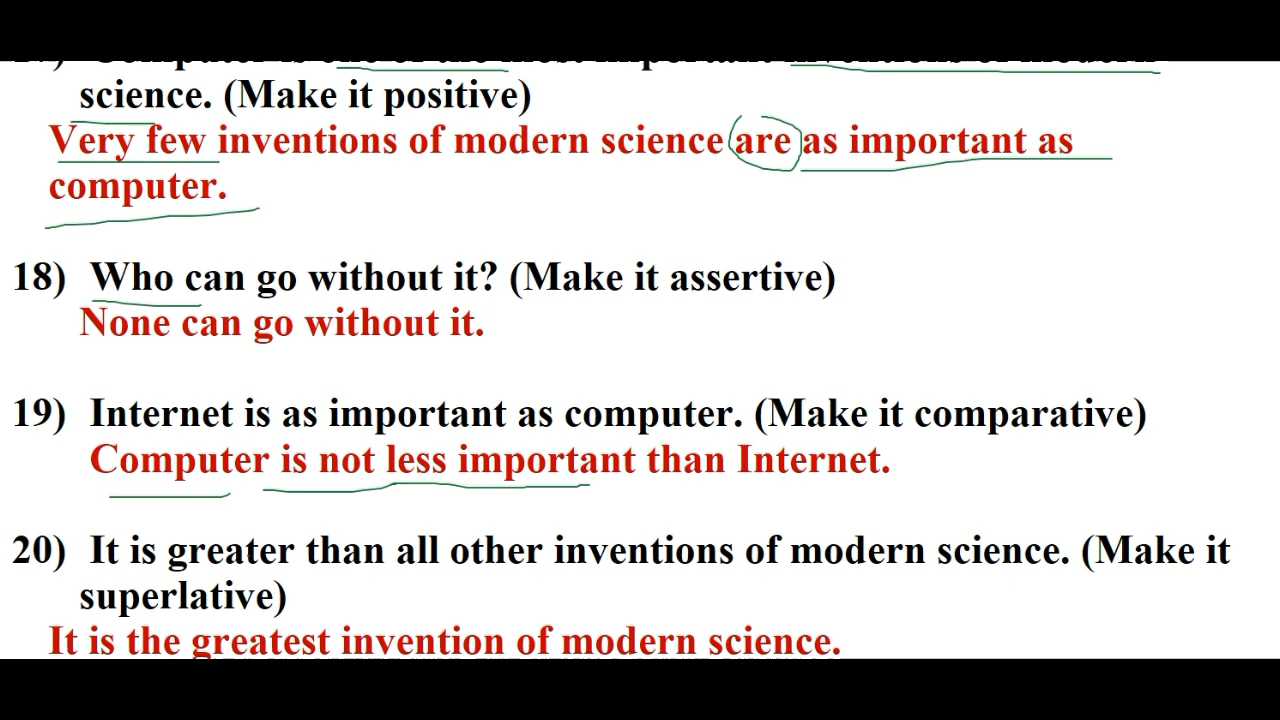 science. (Make it positive)
Very few inventions of modern science are as important as
computer.
18) Who can go without it? (Make it assertive)
None can go without it.
19) Internet is as important as computer. (Make it comparative)
Computer is not less important than Internet.
20) It is greater than all other inventions of modern science. (Make it
superlative)
It is the greatest invention of modern science.